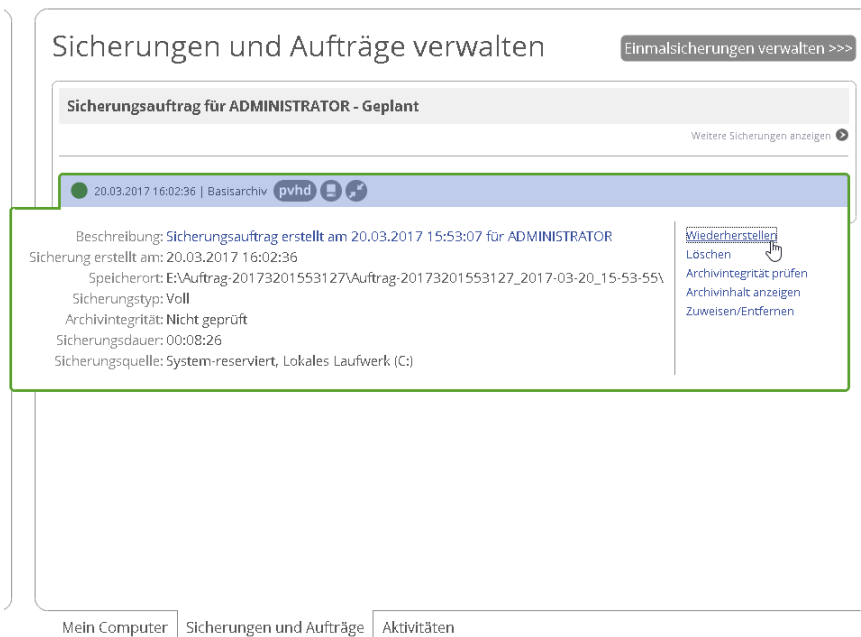 Sicherungen und Aufträge verwalten
Einmalsicherungen verwalten >>>
Sicherungsauftrag für ADMINISTRATOR - Geplant
Weitere Sicherungen anzeigen
20.03.2017 16:02:36 | Basisarchiv pvhd
Beschreibung: Sicherungsauftrag erstellt am 20.03.2017 15:53:07 für ADMINISTRATOR
Sicherung erstellt am: 20.03.2017 16:02:36
Speicherort: E:\Auftrag-20173201553127\Auftrag-20173201553127_2017-03-20_15-53-55\
Sicherungstyp: Voll
Archivintegrität: Nicht geprüft
Sicherungsdauer: 00:08:26
Sicherungsquelle: System-reserviert, Lokales Laufwerk (C:)
Wiederherstellen
Löschen
Archivintegrität prüfen
Archivinhalt anzeigen
Zuweisen/Entfernen
Mein Computer
Sicherungen und Aufträge
Aktivitäten